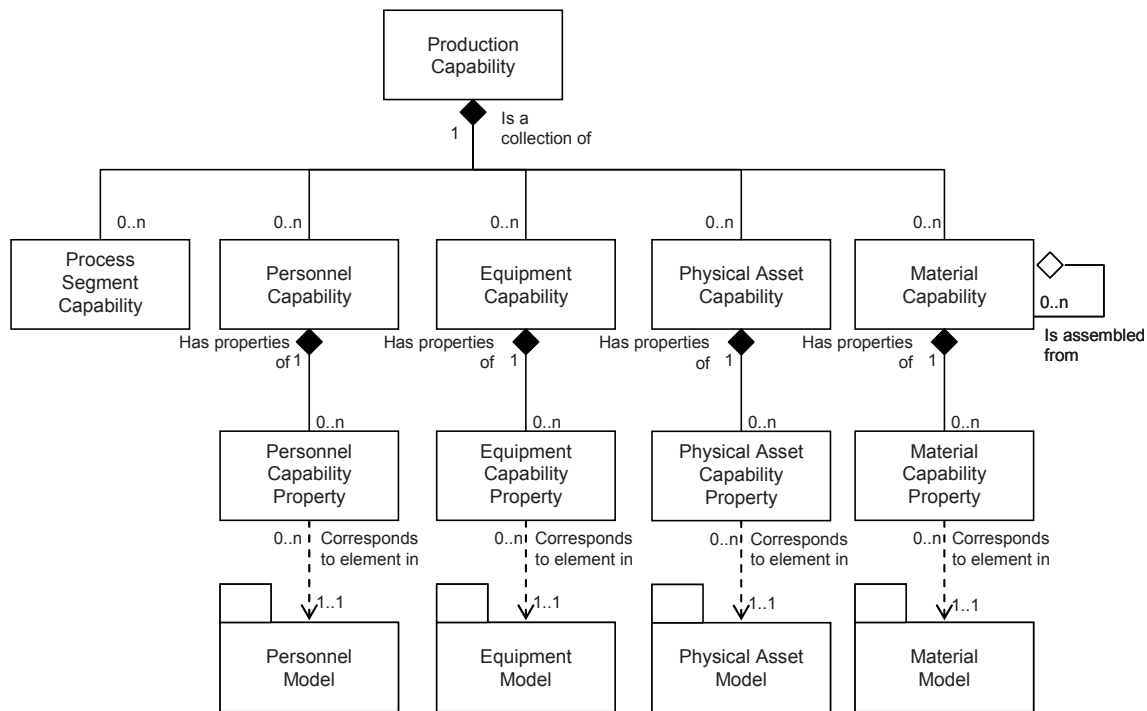 Production
Capability
Is a
collection of
1
0..n
0..n
0..n
0..n
0..n
Process
Segment
Capability
Personnel
Capability
Equipment
Capability
Physical Asset
Capability
Material
Capability
0..n
Is assembled
from
Has properties
of
1
Has properties
of
1
Has properties
of
1
Has properties
of
1
0..n
0..n
0..n
0..n
Personnel
Capability
Property
Equipment
Capability
Property
Physical Asset
Capability
Property
Material
Capability
Property
0..n
Corresponds
to element in
0..n
Corresponds
to element in
0..n
Corresponds
to element in
0..n
Corresponds
to element in
1..1
1..1
1..1
1..1
Personnel
Model
Equipment
Model
Physical Asset
Model
Material
Model